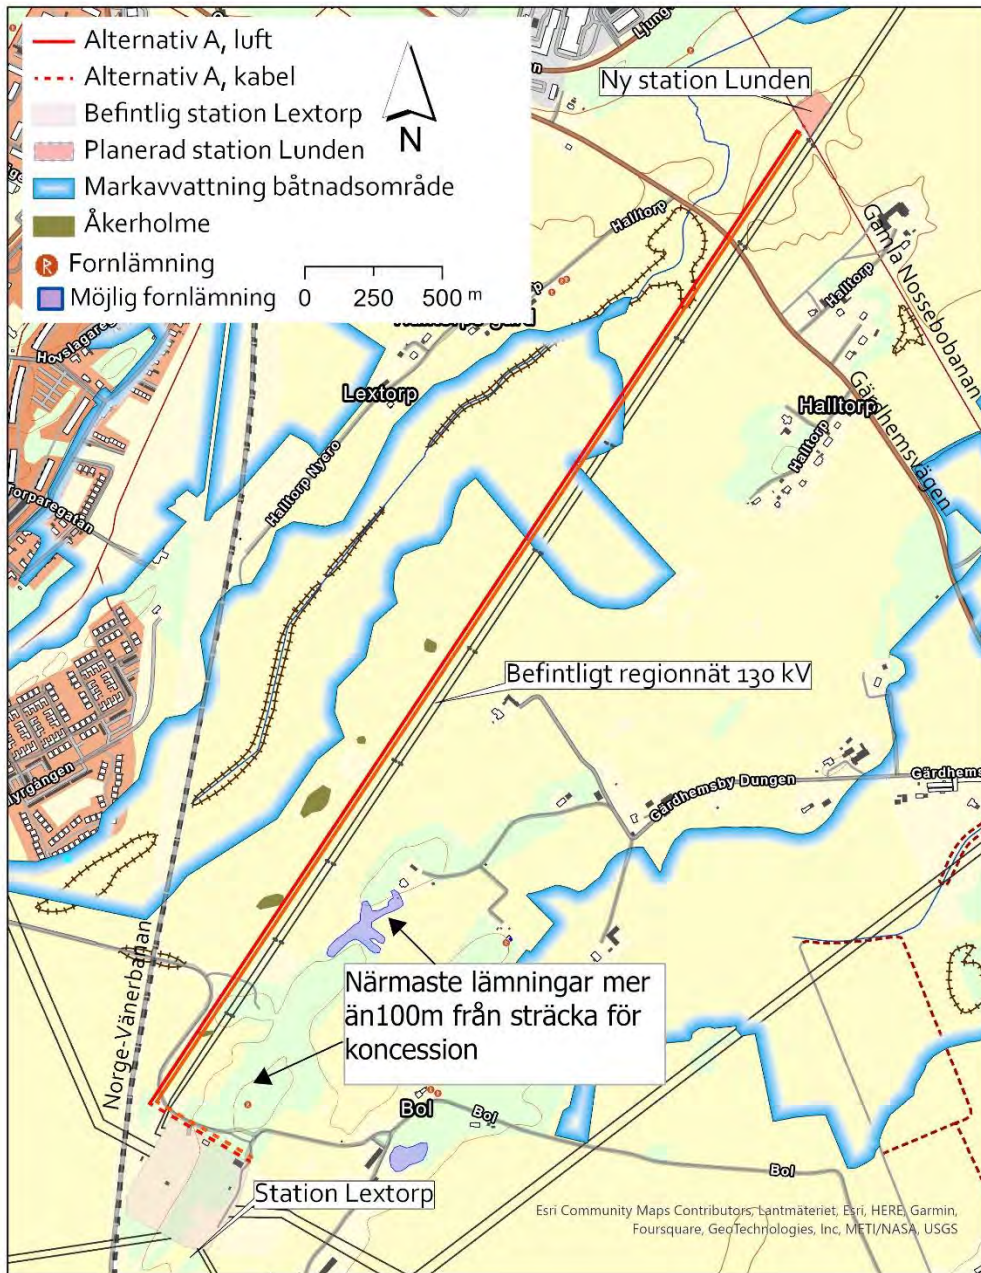 Alternativ A, luft
Alternativ A, kabel
Befintlig station Lextorp
Planerad station Lunden
Markavvattning båtnadsområde
Åkerholme
R Fornlämning
Möjlig fornlämning
N
0 250 500 m
Ny station Lunden
Halltorp
Gamla Nossebobanan
Halltorp
Lextorp
Halltorp
Halltorp
Gärdhemsvägen
Halltorp Nyero
Torparegatan
Befintligt regionnät 130 kV
Gärdhemsby-Dungen
Myrgången
Norge-Vänerbanan
Närmaste lämningar mer
än100m från sträcka för
koncession
Bol
Bol
Bol
Station Lextorp
Esri Community Maps Contributors, Lantmäteriet, Esri, HERE, Garmin,
Foursquare, GeoTechnologies, Inc, METI/NASA, USGS